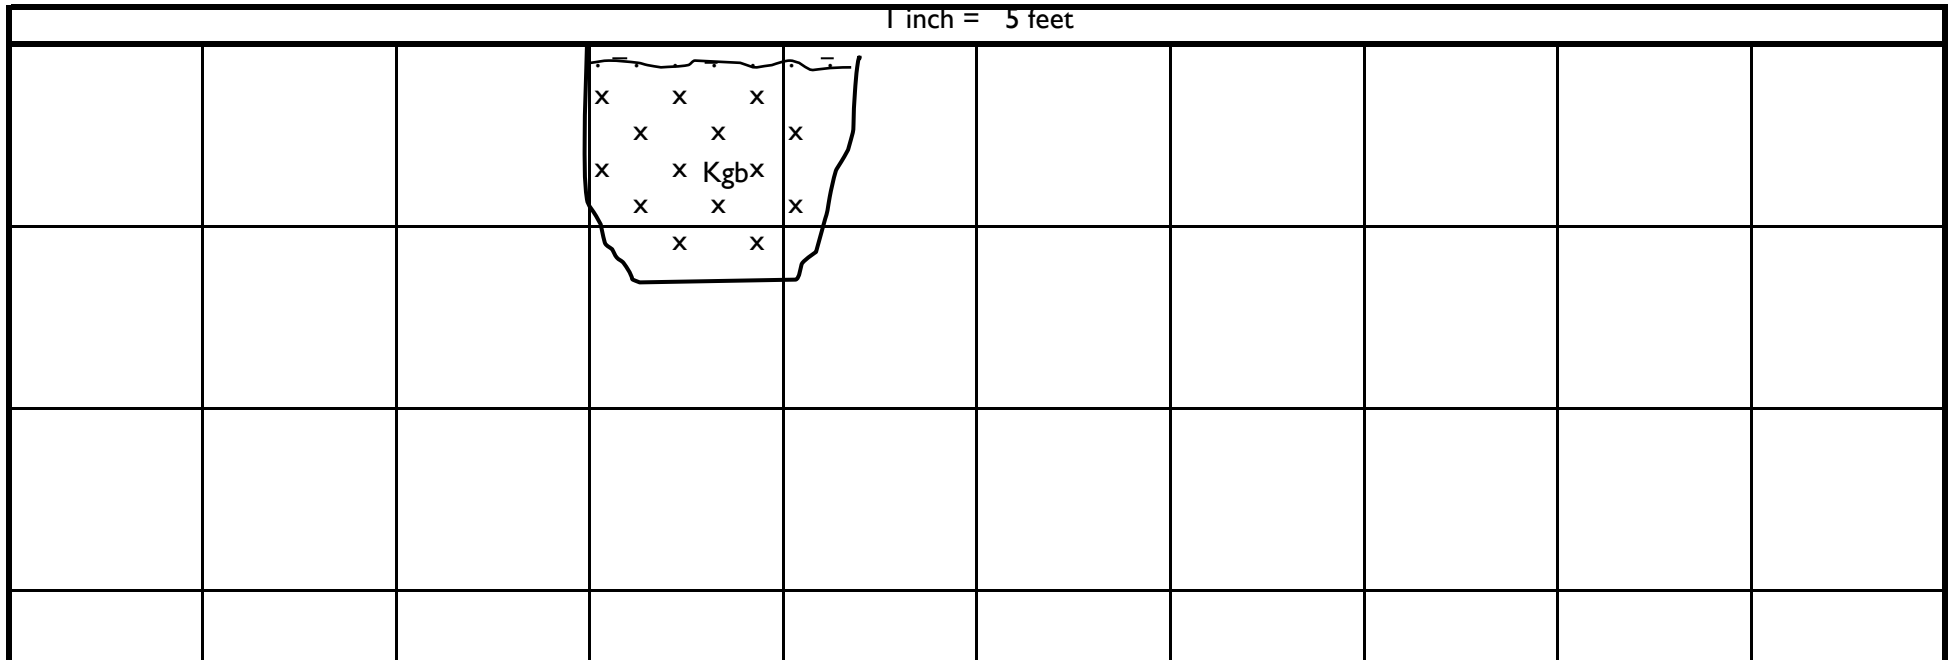 1 inch = 5 feet
x x x
x x x
x x Kgb x
x x x
x x